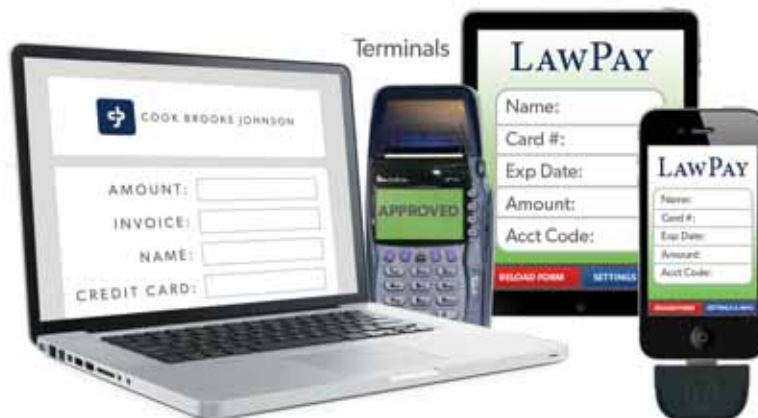 Terminals
COOK BROOKE JOHNSON
AMOUNT:
INVOICE:
NAME:
CREDIT CARD:
APPROVED
LAWPAY
Name:
Card #:
Exp Date:
Amount:
Acct Code:
RELOAD FORM SETTINGS
LAWPAY
Name:
Card #:
Exp Date:
Amount:
Acct Code: